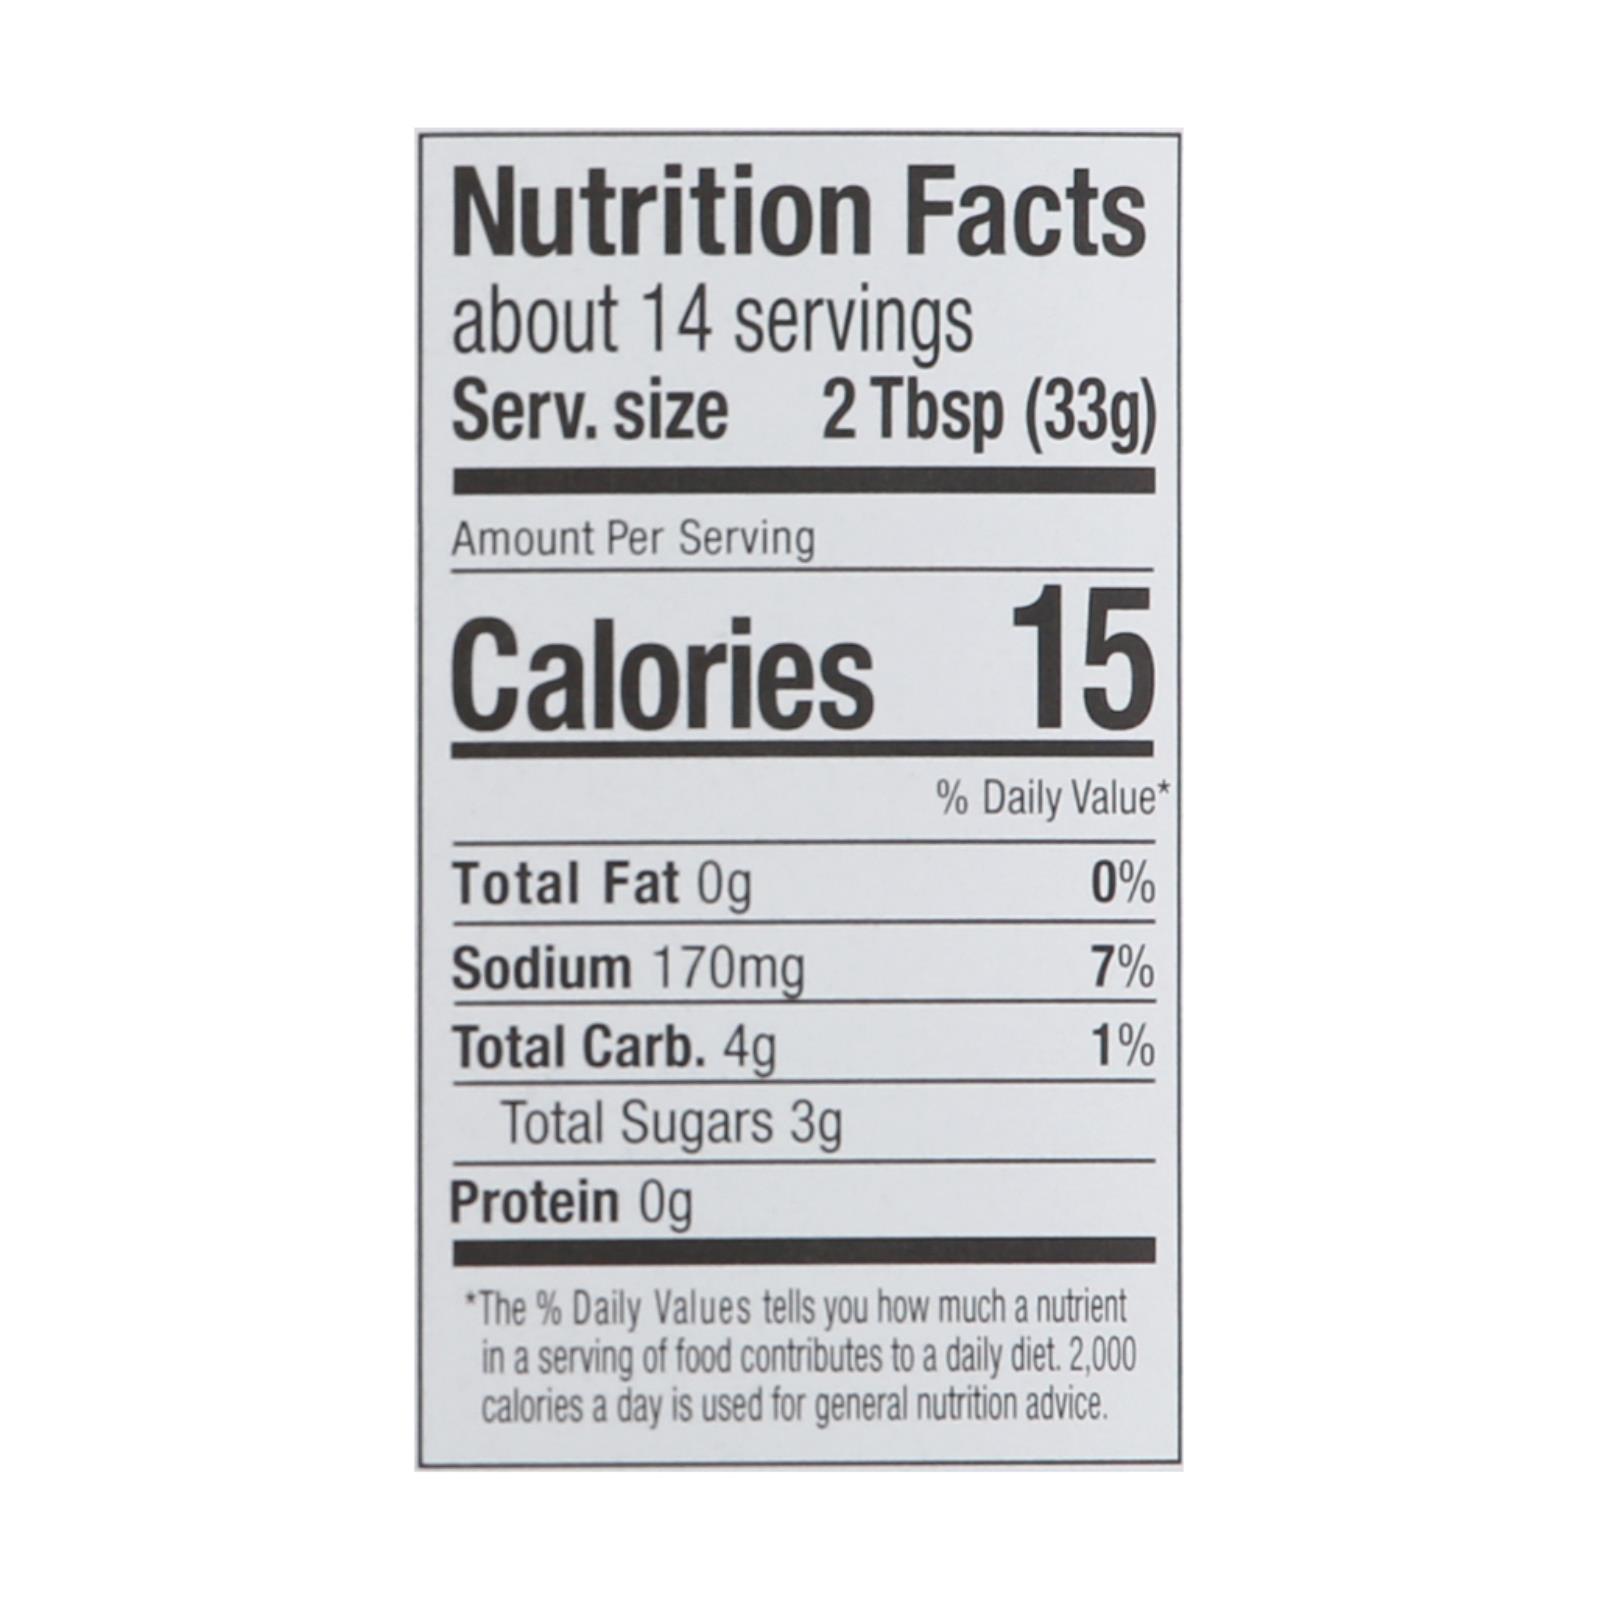 Nutrition Facts
about 14 servings
Serv. size 2 Tbsp (33g)
Amount Per Serving
Calories 15
% Daily Value*
Total Fat 0g 0%
Sodium 170mg 7%
Total Carb. 4g 1%
Total Sugars 3g
Protein 0g
*The % Daily Values tells you how much a nutrient
in a serving of food contributes to a daily diet. 2,000
calories a day is used for general nutrition advice.